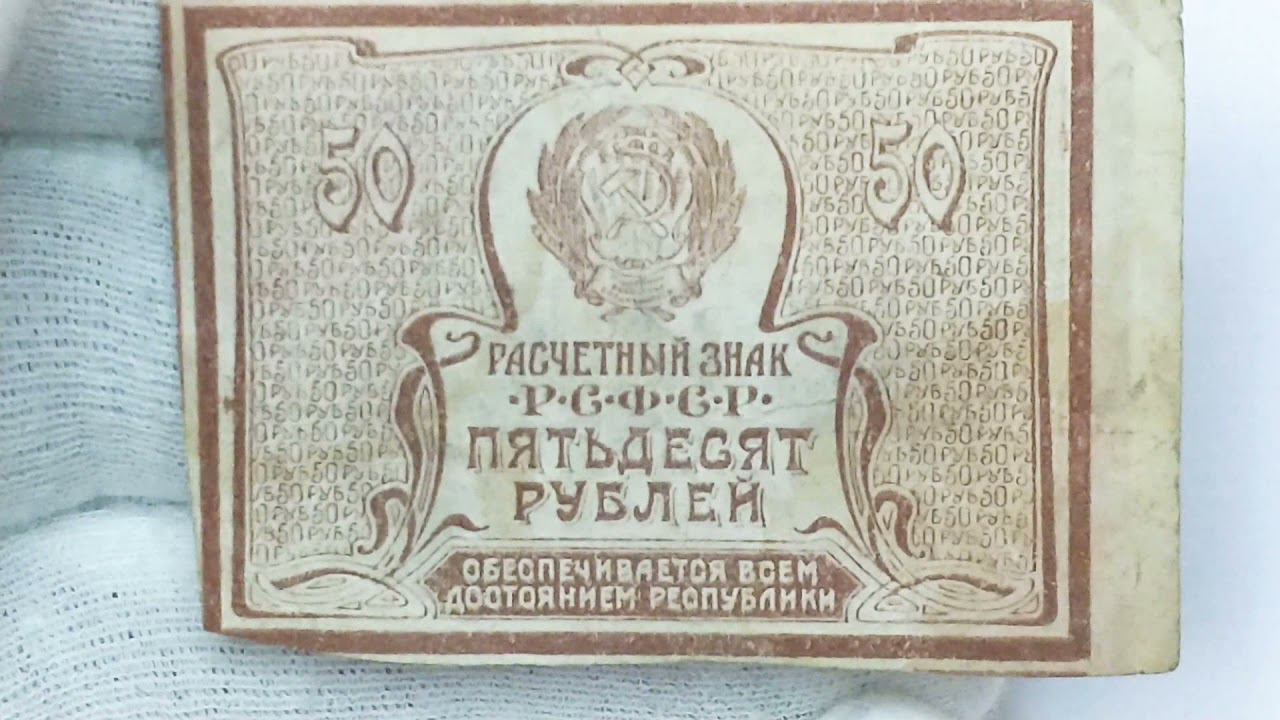 50 50
РАСЧЕТНЫЙ ЗНАК
·Р·С·Ф·С·Р·
ПЯТЬДЕСЯТ
РУБЛЕЙ
ОБЕСПЕЧИВАЕТСЯ ВСЕМ
ДОСТОЯНИЕМ РЕСПУБЛИКИ